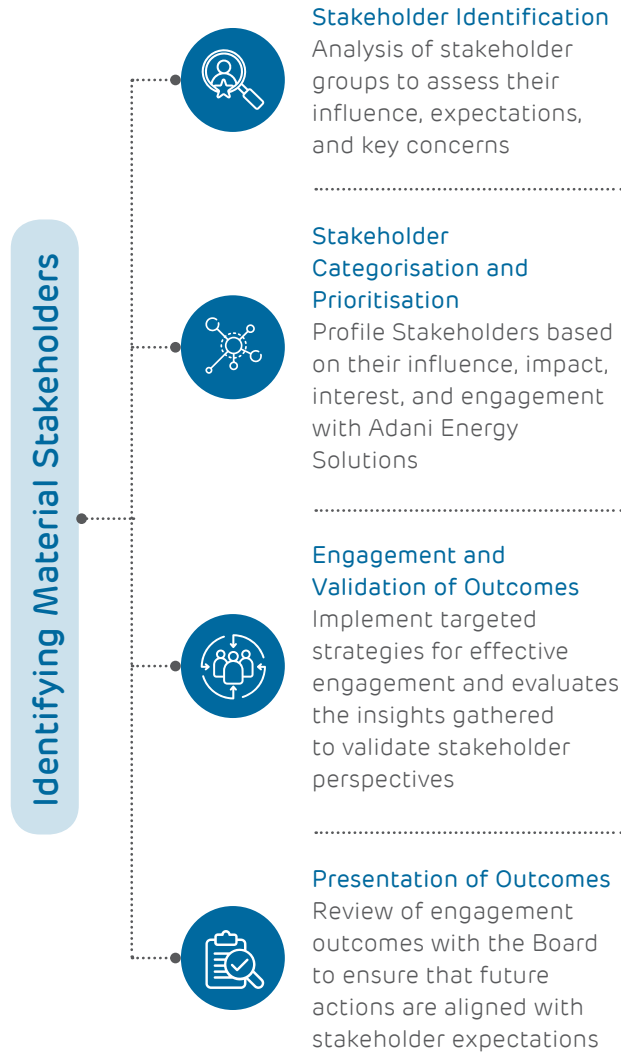 Identifying Material Stakeholders
Stakeholder Identification
Analysis of stakeholder
groups to assess their
influence, expectations,
and key concerns
Stakeholder
Categorisation and
Prioritisation
Profile Stakeholders based
on their influence, impact,
interest, and engagement
with Adani Energy
Solutions
Engagement and
Validation of Outcomes
Implement targeted
strategies for effective
engagement and evaluates
the insights gathered
to validate stakeholder
perspectives
Presentation of Outcomes
Review of engagement
outcomes with the Board
to ensure that future
actions are aligned with
stakeholder expectations